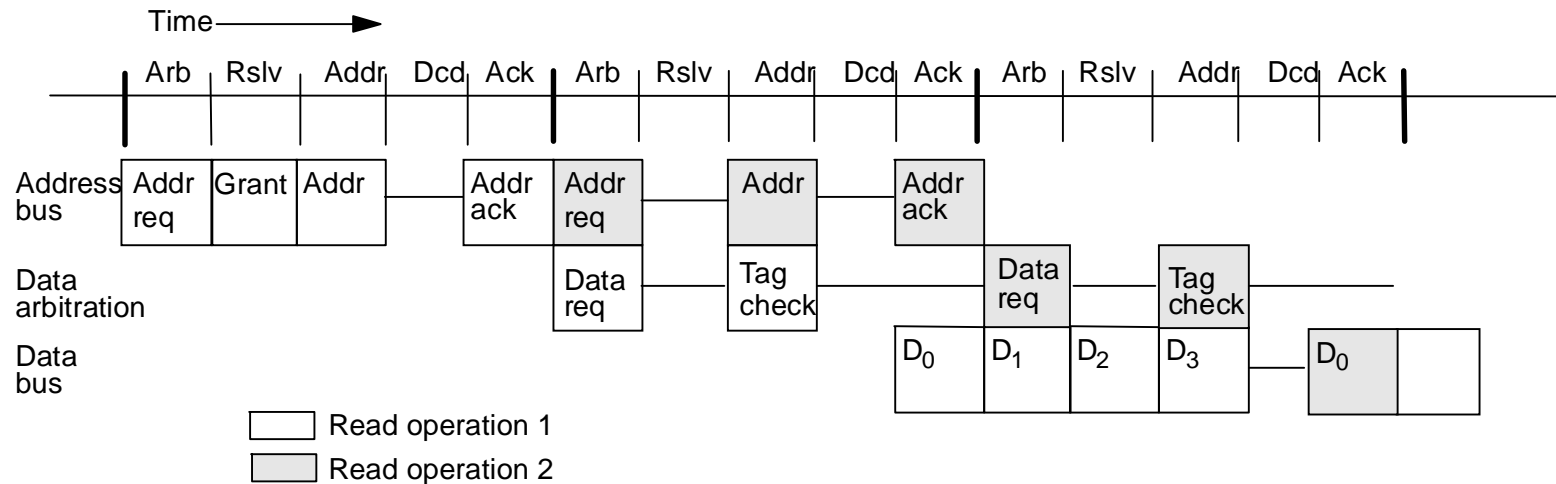 Time
Arb Rslv Addr Dcd Ack Arb Rslv Addr Dcd Ack Arb Rslv Addr Dcd Ack
Address
bus
Addr
req
Grant
Addr
Addr
ack
Addr
req
Addr
Addr
ack
Data
arbitration
Data
req
Tag
check
Data
req
Tag
check
Data
bus
D0
D1
D2
D3
D0
Read operation 1
Read operation 2